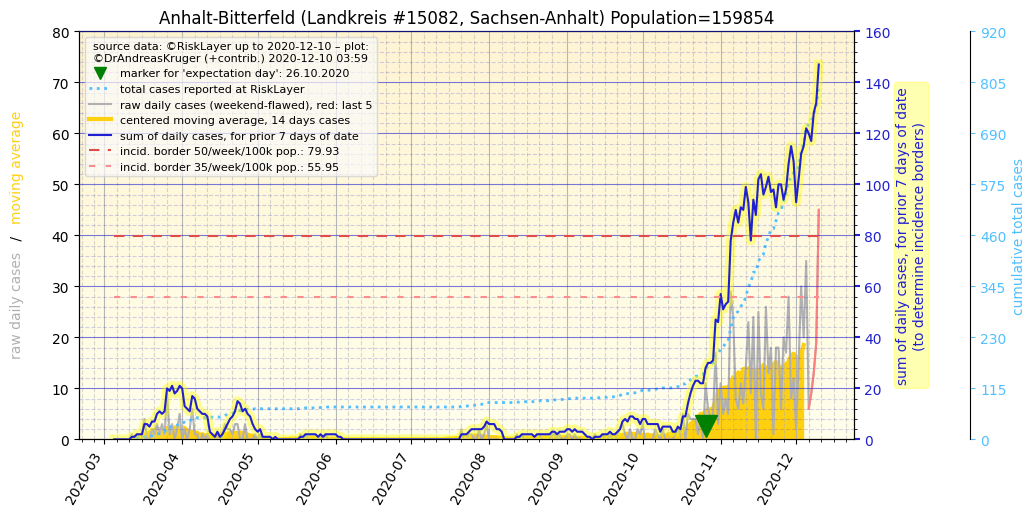 Anhalt-Bitterfeld (Landkreis #15082, Sachsen-Anhalt) Population=159854
source data: ©RiskLayer up to 2020-12-10 – plot:
©DrAndreasKruger (+contrib.) 2020-12-10 03:59
marker for 'expectation day': 26.10.2020
total cases reported at RiskLayer
raw daily cases (weekend-flawed), red: last 5
centered moving average, 14 days cases
sum of daily cases, for prior 7 days of date
incid. border 50/week/100k pop.: 79.93
incid. border 35/week/100k pop.: 55.95
raw daily cases / moving average
80
70
60
50
40
30
20
10
0
160
140
120
100
80
60
40
20
0
sum of daily cases, for prior 7 days of date
(to determine incidence borders)
920
805
690
575
460
345
230
115
0
cumulative total cases
2020-03
2020-04
2020-05
2020-06
2020-07
2020-08
2020-09
2020-10
2020-11
2020-12